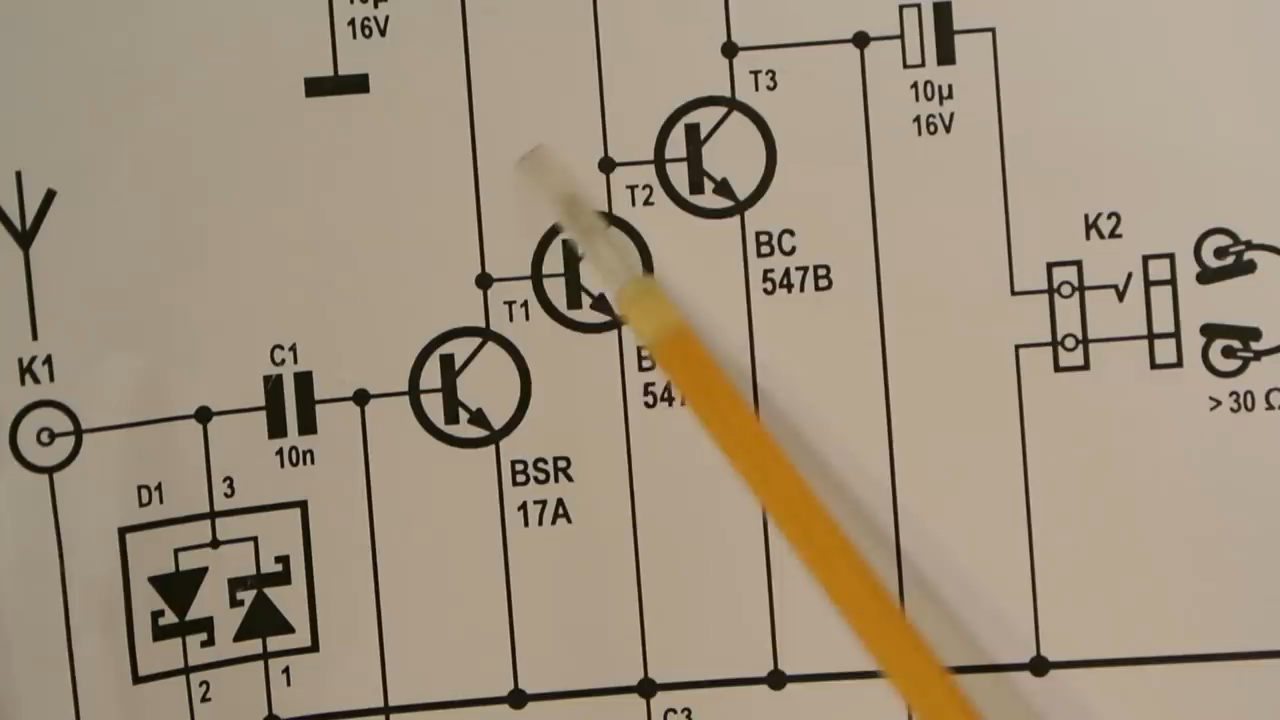 16V
T3
10µ
16V
T2
K2
BC
547B
T1
C1
K1
>30 Ω
10n
BSR
17A
D1
3
2
1
C3